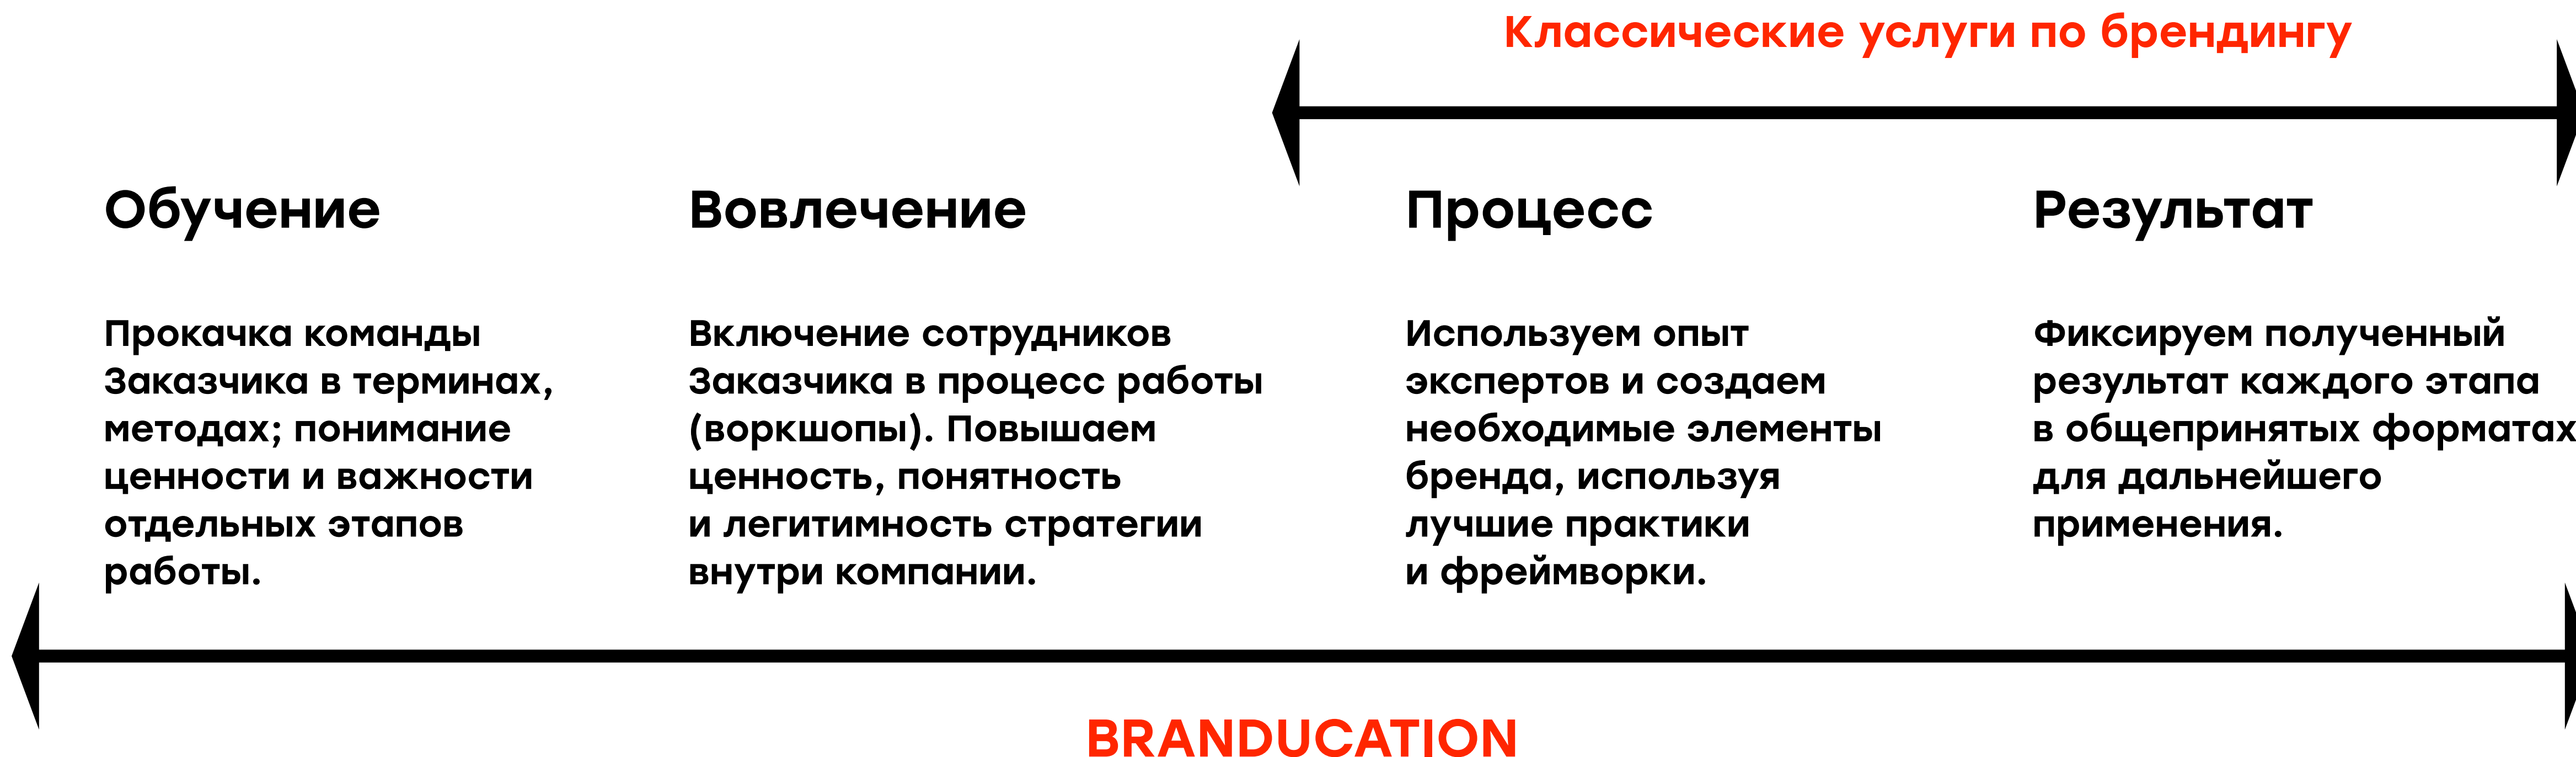 Классические услуги по брендингу
Обучение
Прокачка команды
Заказчика в терминах,
методах; понимание
ценности и важности
отдельных этапов
работы.
Вовлечение
Включение сотрудников
Заказчика в процесс работы
(воркшопы). Повышаем
ценность, понятность
и легитимность стратегии
внутри компании.
Процесс
Используем опыт
экспертов и создаем
необходимые элементы
бренда, используя
лучшие практики
и фреймворки.
Результат
Фиксируем полученный
результат каждого этапа
в общепринятых форматах
для дальнейшего
применения.
BRANDUCATION